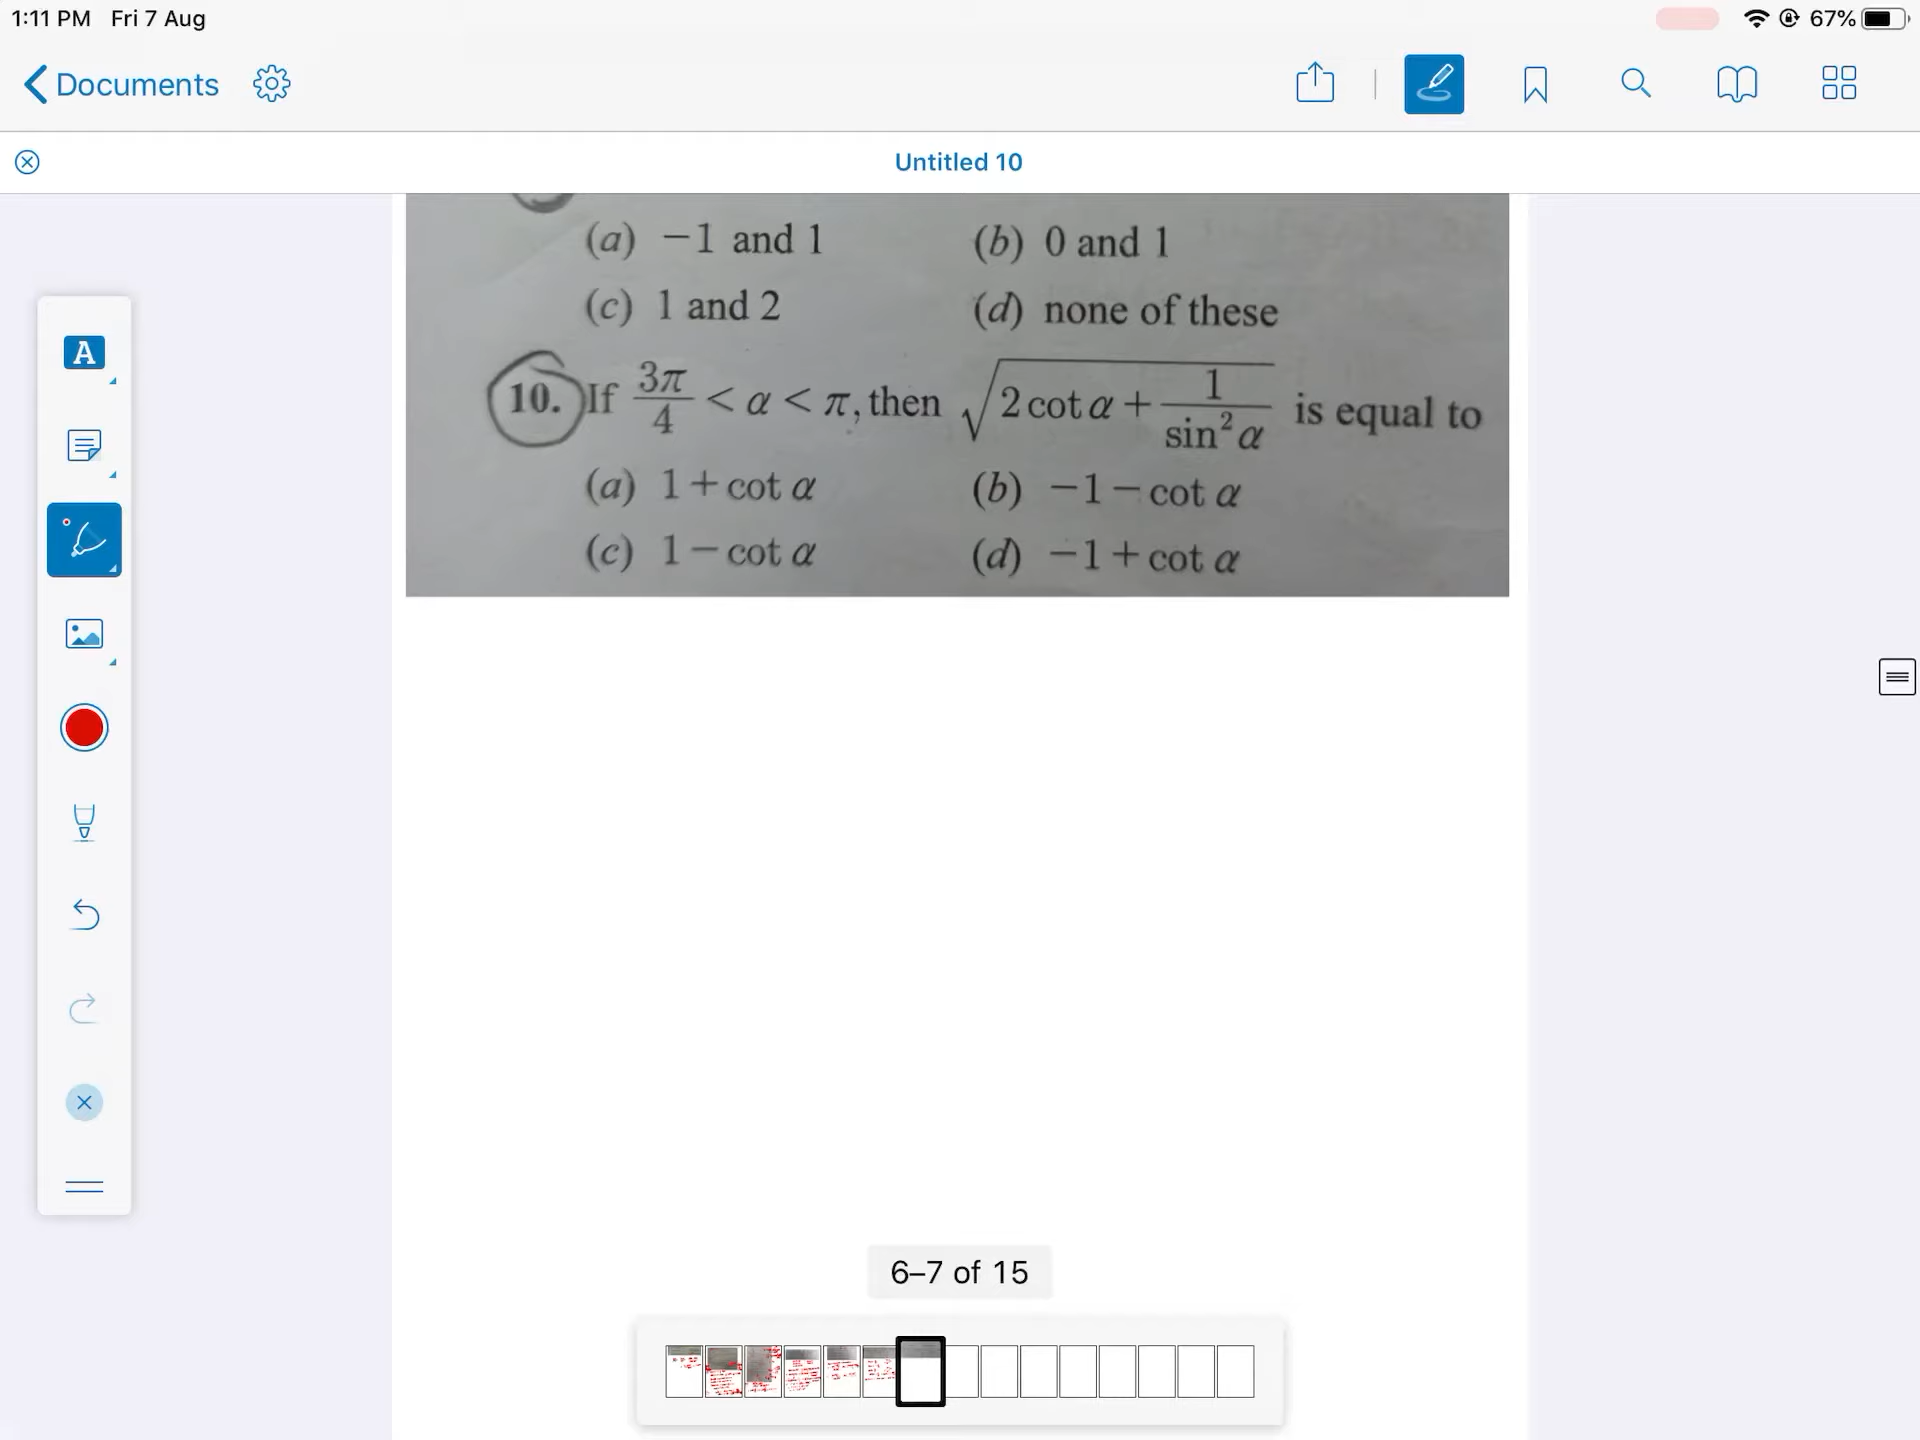 1:11 PM Fri 7 Aug
67%
Documents
Untitled 10
(a) −1 and 1 (b) 0 and 1
(c) 1 and 2 (d) none of these
10. If 3π/4 < α < π, then √(2 cot α + 1/sin² α) is equal to
(a) 1 + cot α (b) −1 − cot α
(c) 1 − cot α (d) −1 + cot α
A
6–7 of 15